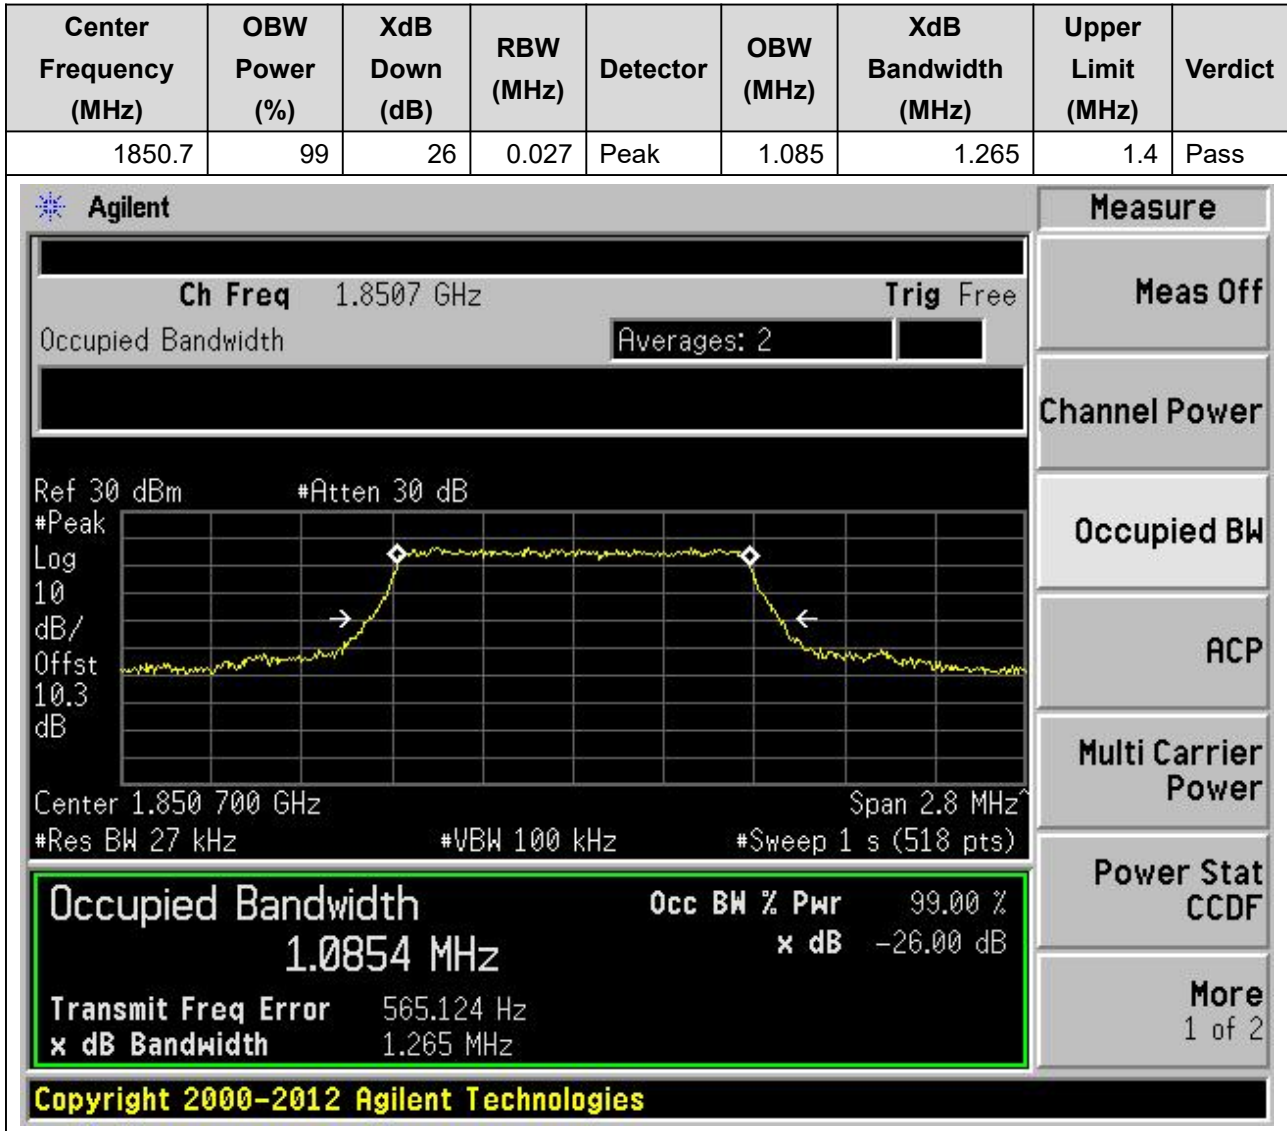 Center Frequency (MHz) OBW Power (%) XdB Down (dB) RBW (MHz) Detector OBW (MHz) XdB Bandwidth (MHz) Upper Limit (MHz) Verdict
1850.7 99 26 0.027 Peak 1.085 1.265 1.4 Pass
Agilent
Measure
Ch Freq 1.8507 GHz Trig Free
Meas Off
Occupied Bandwidth Averages: 2
Channel Power
Ref 30 dBm #Atten 30 dB
#Peak
Log
10
dB/
Offst
10.3
dB
Occupied BW
ACP
Multi Carrier
Power
Center 1.850 700 GHz Span 2.8 MHz^
#Res BW 27 kHz #VBW 100 kHz #Sweep 1 s (518 pts)
Power Stat
CCDF
Occupied Bandwidth Occ BW % Pwr 99.00 %
1.0854 MHz x dB -26.00 dB
More
1 of 2
Transmit Freq Error 565.124 Hz
x dB Bandwidth 1.265 MHz
Copyright 2000-2012 Agilent Technologies